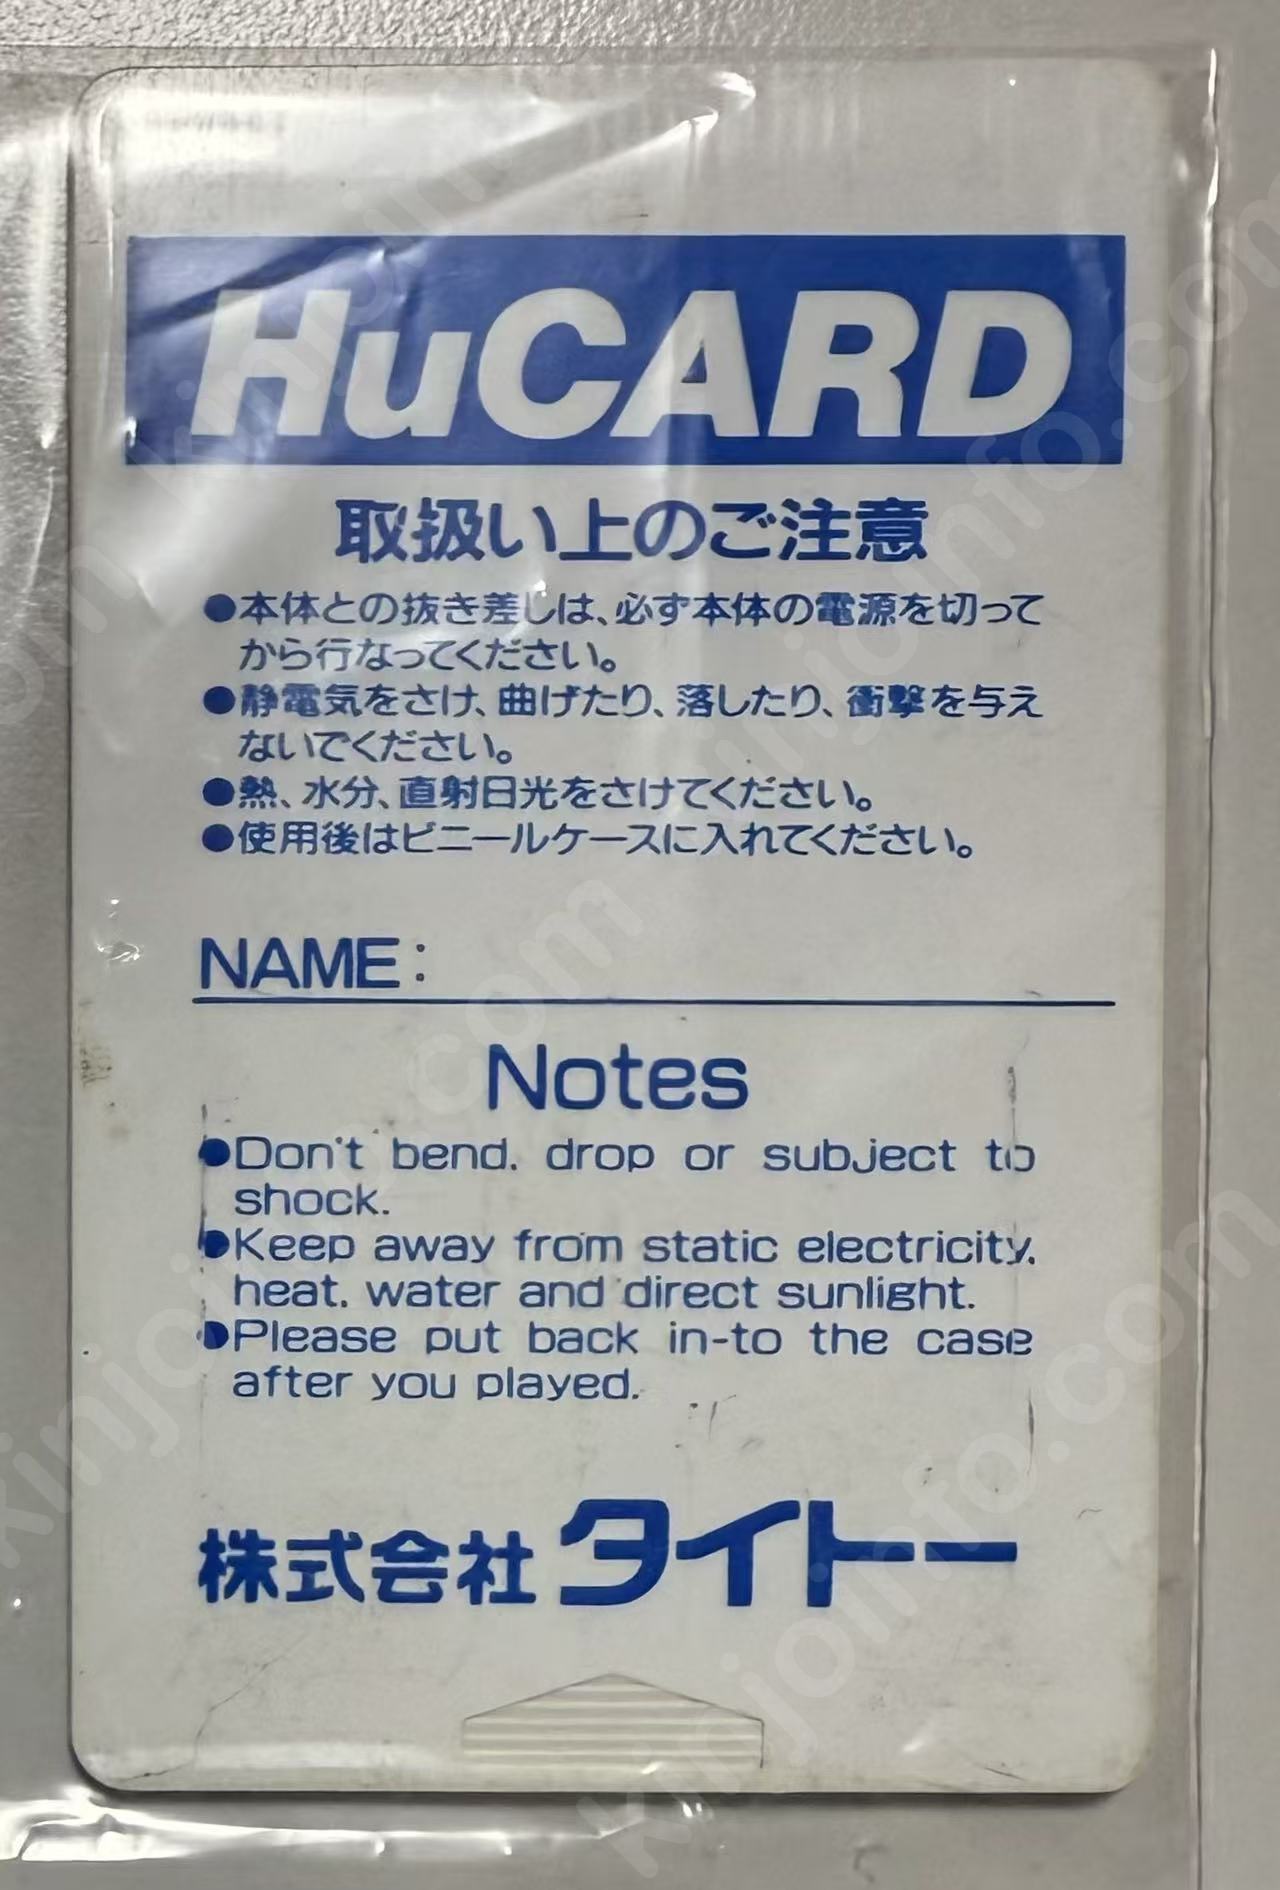 HuCARD
取扱い上のご注意
●本体との抜き差しは、必ず本体の電源を切って
から行なってください。
●静電気をさけ、曲げたり、落したり、衝撃を与え
ないでください。
●熱、水分、直射日光をさけてください。
●使用後はビニールケースに入れてください。
NAME:
Notes
●Don't bend, drop or subject to
shock.
●Keep away from static electricity,
heat, water and direct sunlight.
●Please put back in-to the case
after you played.
株式会社タイトー
kinjoinfo.com